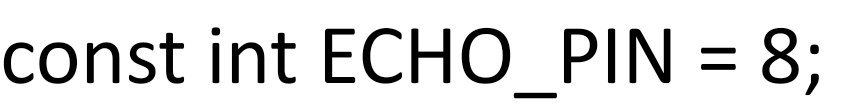 const int ECHO_PIN = 8;